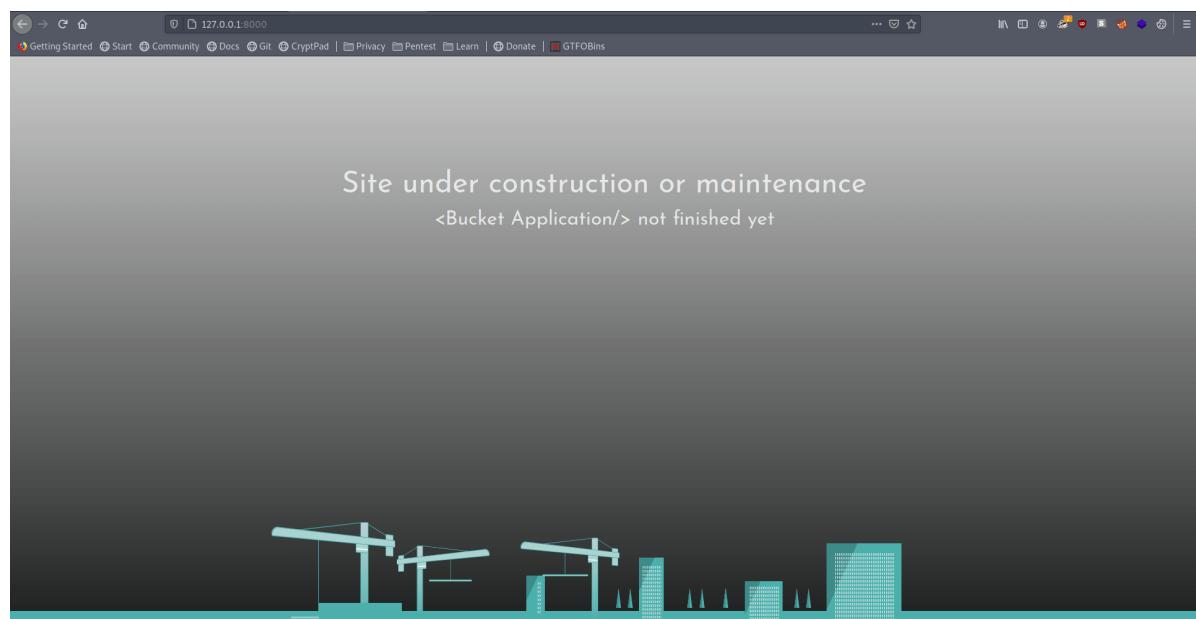 127.0.0.1:8000
Getting Started Start Community Docs Git CryptPad | Privacy Pentest Learn | Donate | GTFOBins
Site under construction or maintenance
<Bucket Application/> not finished yet